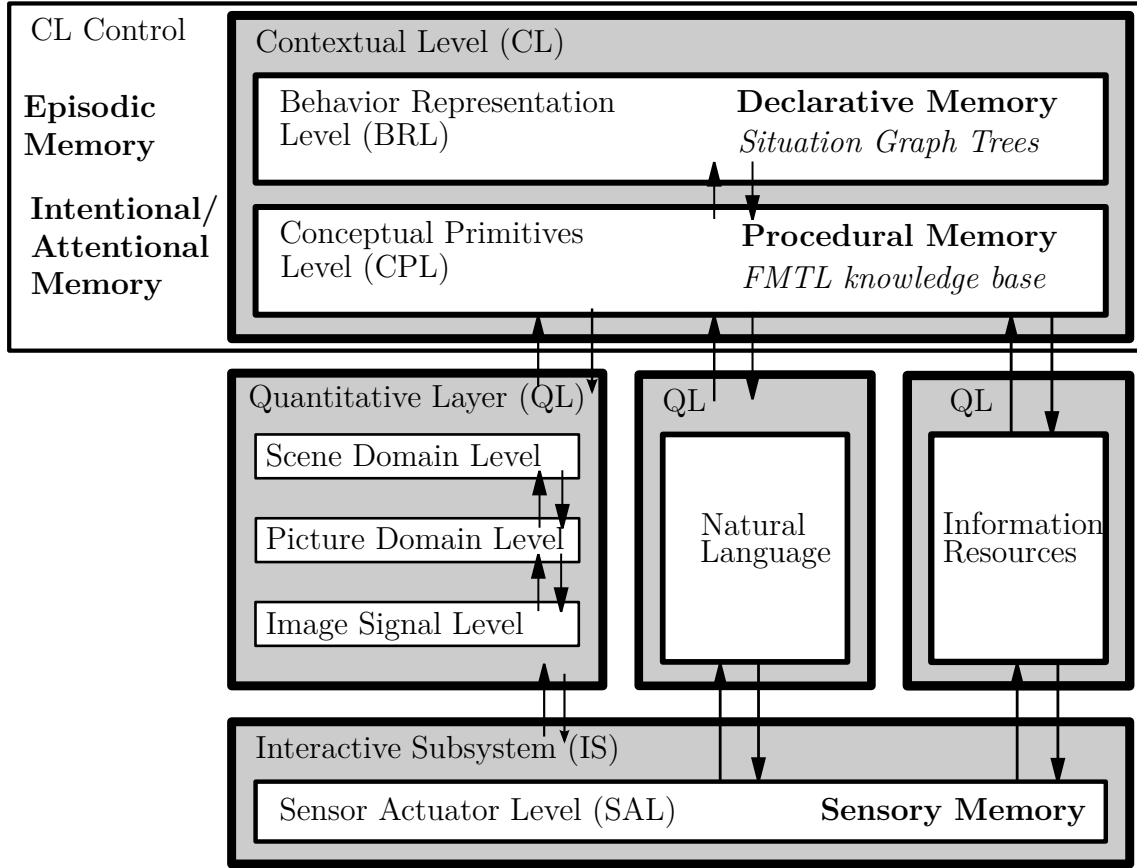 CL Control
Episodic
Memory
Intentional/
Attentional
Memory
Contextual Level (CL)
Behavior Representation
Level (BRL)
Declarative Memory
Situation Graph Trees
Conceptual Primitives
Level (CPL)
Procedural Memory
FMTL knowledge base
Quantitative Layer (QL)
Scene Domain Level
Picture Domain Level
Image Signal Level
QL
Natural
Language
QL
Information
Resources
Interactive Subsystem (IS)
Sensor Actuator Level (SAL)
Sensory Memory